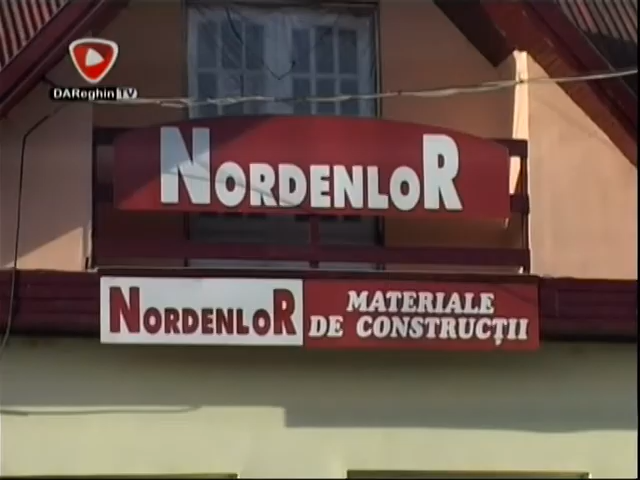 DAReghin TV
NORDENLOR
NORDENLOR
MATERIALE
DE CONSTRUCȚII